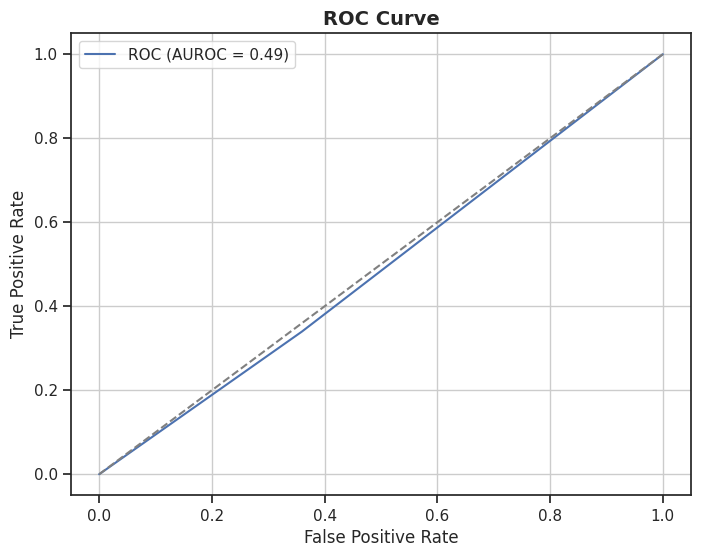 ROC Curve
ROC (AUROC = 0.49)
1.0
0.8
0.6
0.4
0.2
0.0
True Positive Rate
0.0 0.2 0.4 0.6 0.8 1.0
False Positive Rate